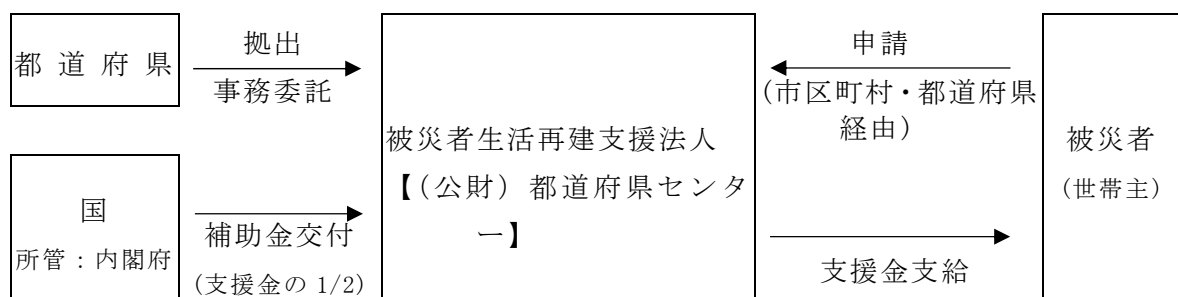 都道府県
拠出
事務委託
国
所管：内閣府
補助金交付
(支援金の 1/2)
被災者生活再建支援法人
【(公財) 都道府県センタ
ー】
申請
(市区町村・都道府県
経由)
支援金支給
被災者
(世帯主)